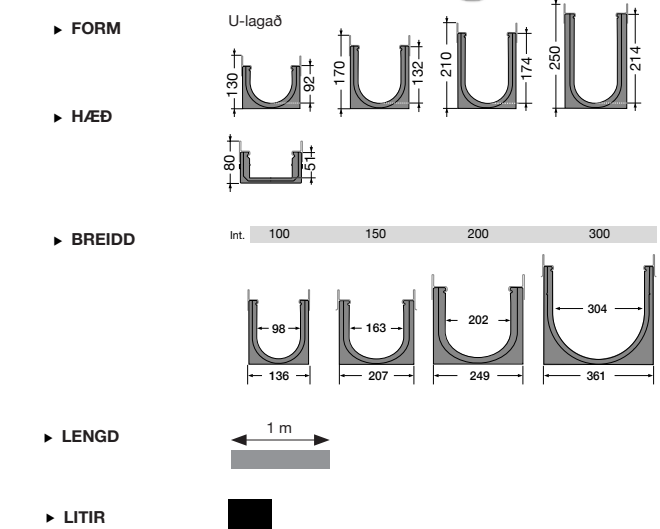 FORM
U-lagað
130 92 170 132 210 174 250 214
HÆÐ
80 51
BREIDD
Int. 100 150 200 300
98 163 202 304
136 207 249 361
LENGD
1 m
LITIR